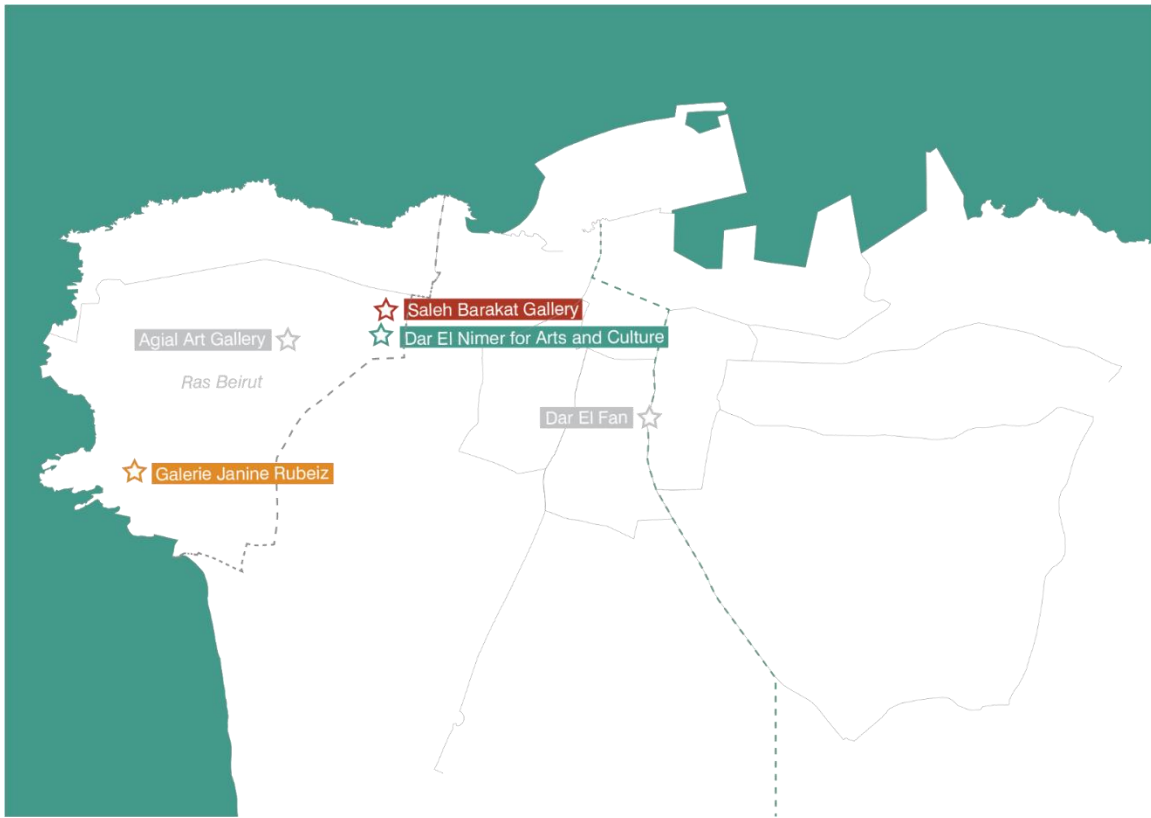 Saleh Barakat Gallery
Agial Art Gallery
Dar El Nimer for Arts and Culture
Ras Beirut
Dar El Fan
Galerie Janine Rubeiz